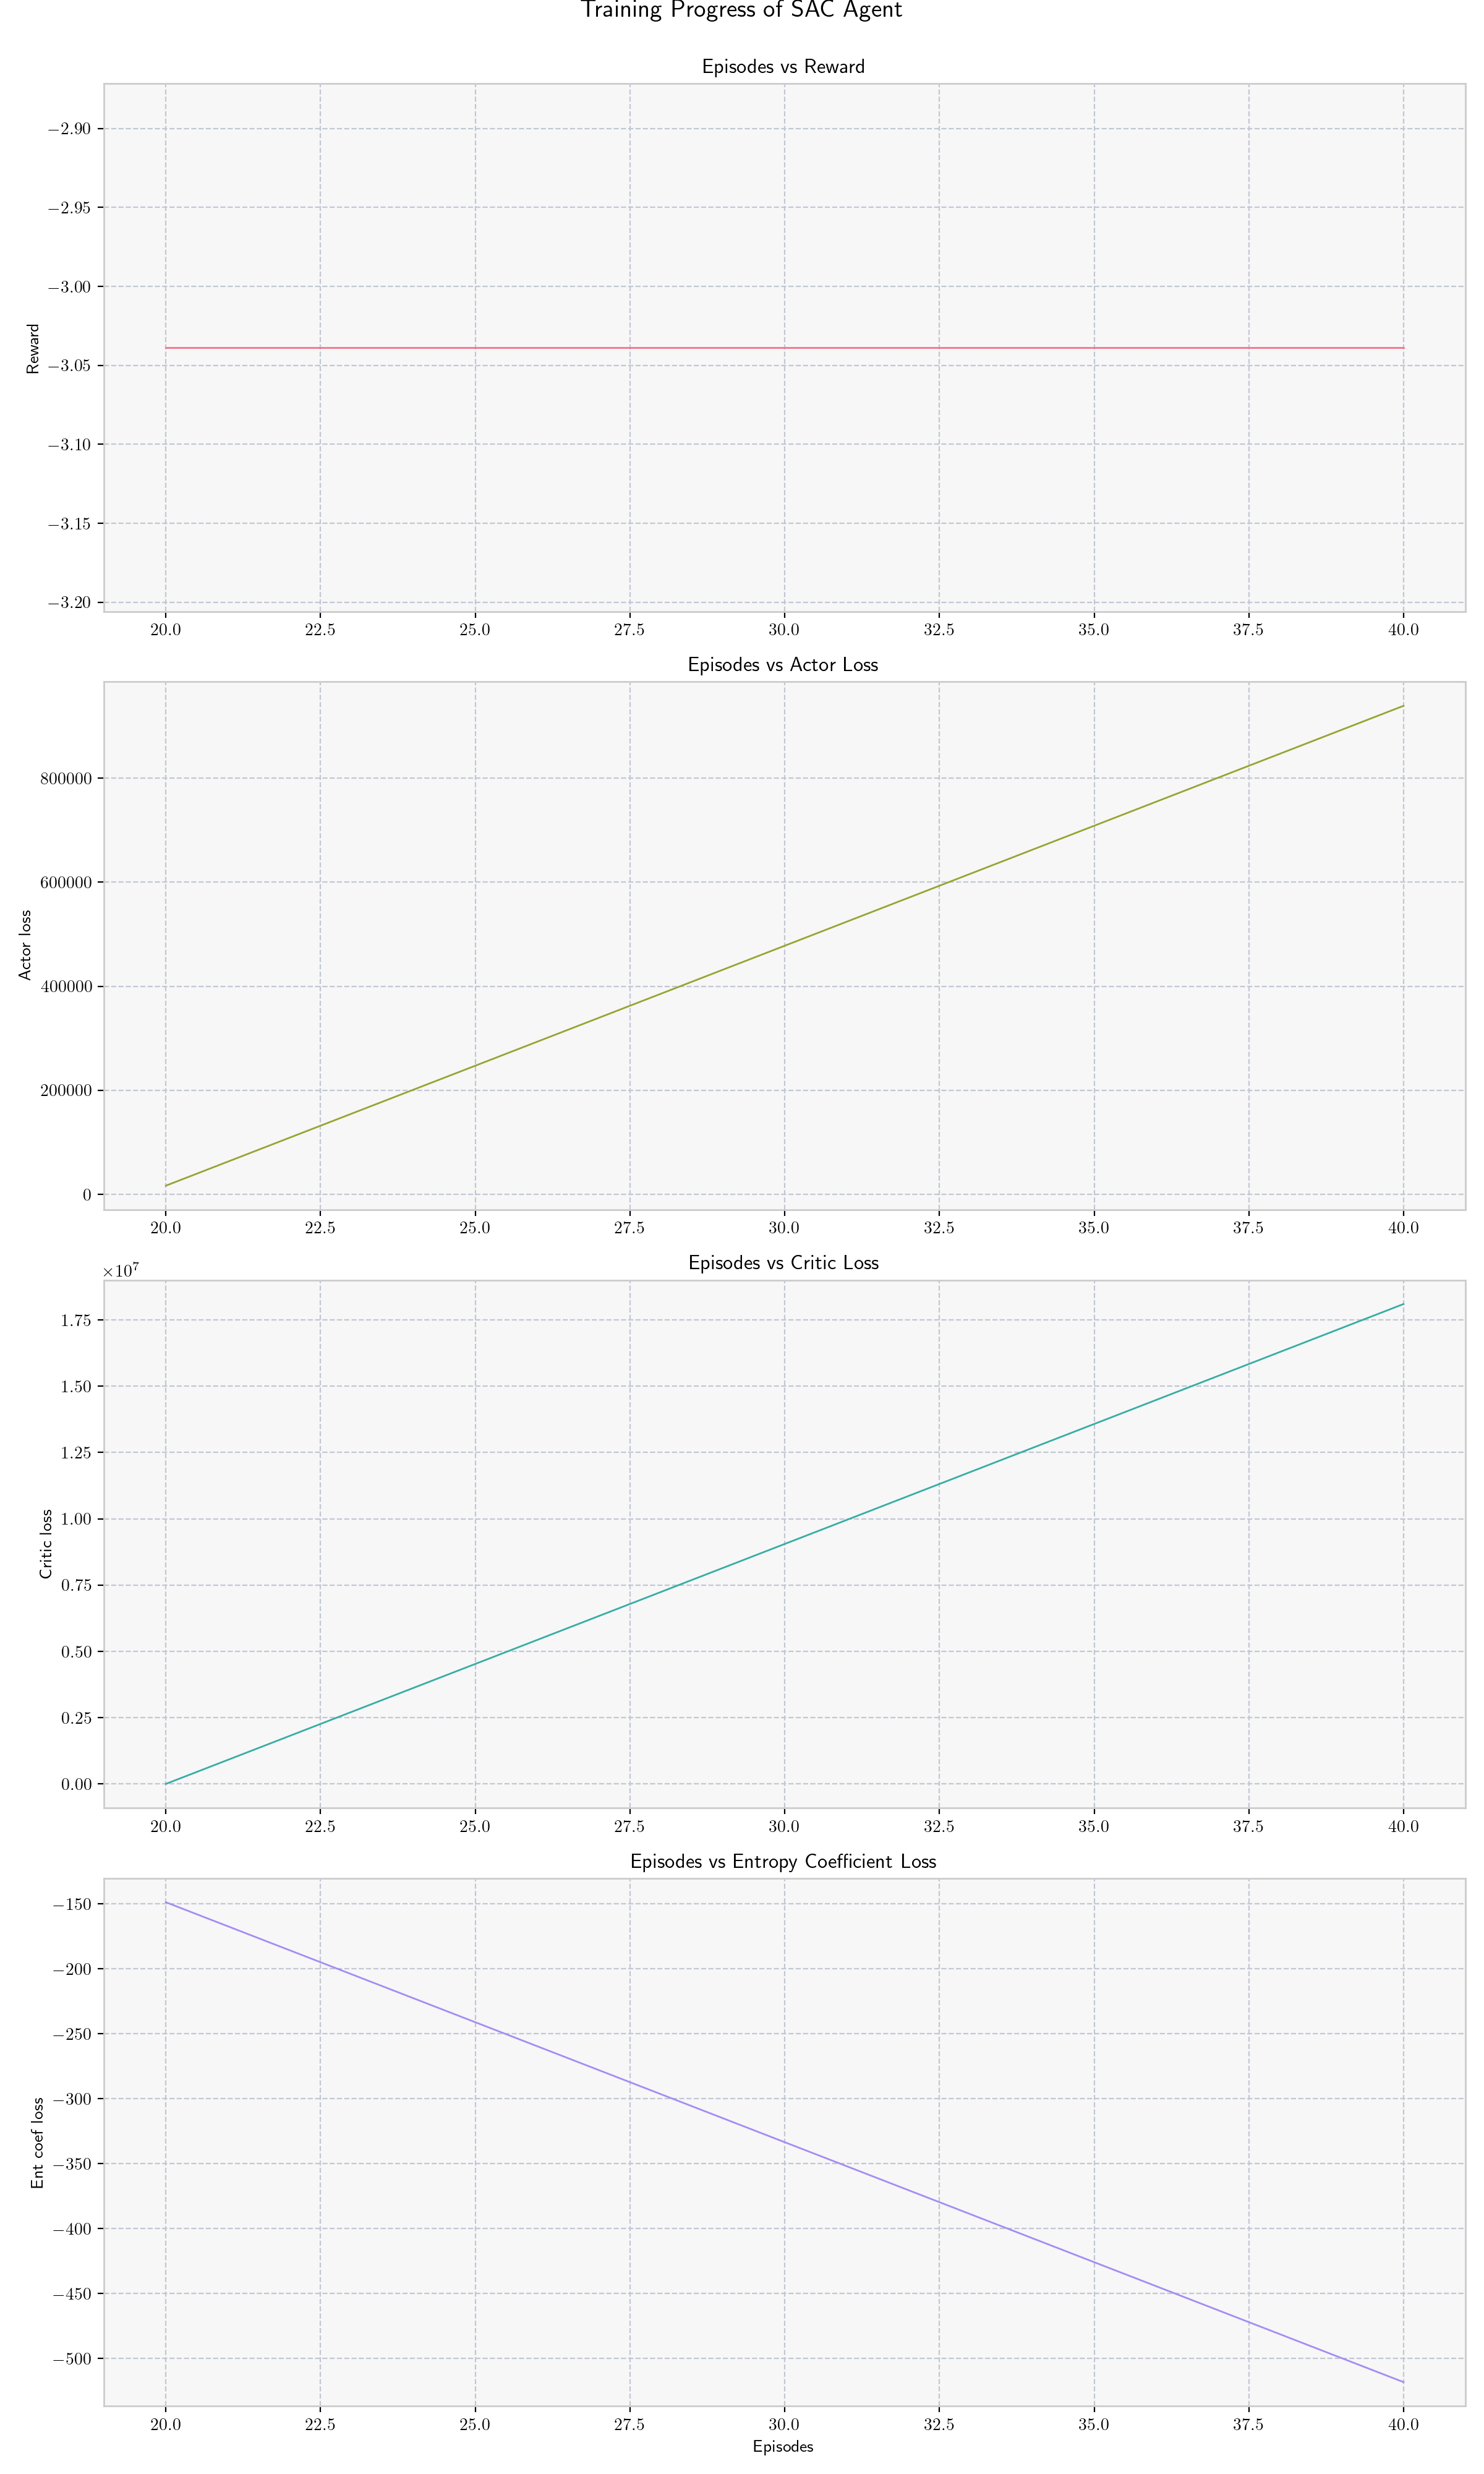 Training Progress of SAC Agent
Episodes vs Reward
Reward
−2.90
−2.95
−3.00
−3.05
−3.10
−3.15
−3.20
20.0 22.5 25.0 27.5 30.0 32.5 35.0 37.5 40.0
Episodes vs Actor Loss
Actor loss
800000
600000
400000
200000
0
20.0 22.5 25.0 27.5 30.0 32.5 35.0 37.5 40.0
Episodes vs Critic Loss
×10⁷
Critic loss
1.75
1.50
1.25
1.00
0.75
0.50
0.25
0.00
20.0 22.5 25.0 27.5 30.0 32.5 35.0 37.5 40.0
Episodes vs Entropy Coefficient Loss
Ent coef loss
−150
−200
−250
−300
−350
−400
−450
−500
20.0 22.5 25.0 27.5 30.0 32.5 35.0 37.5 40.0
Episodes